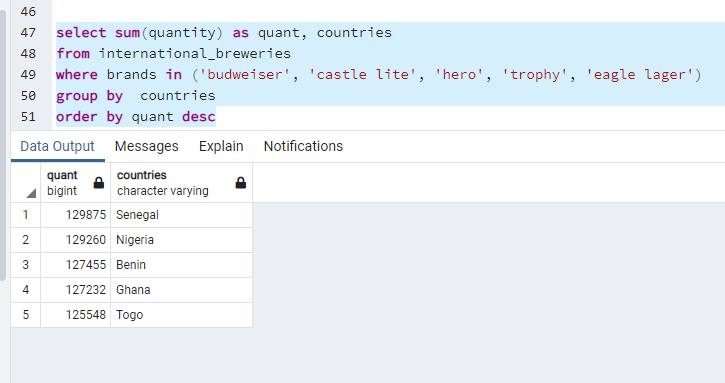 46
47 select sum(quantity) as quant, countries
48 from international_breweries
49 where brands in ('budweiser', 'castle lite', 'hero', 'trophy', 'eagle lager')
50 group by  countries
51 order by quant desc
Data Output Messages Explain Notifications
quant countries
bigint character varying
1 129875 Senegal
2 129260 Nigeria
3 127455 Benin
4 127232 Ghana
5 125548 Togo